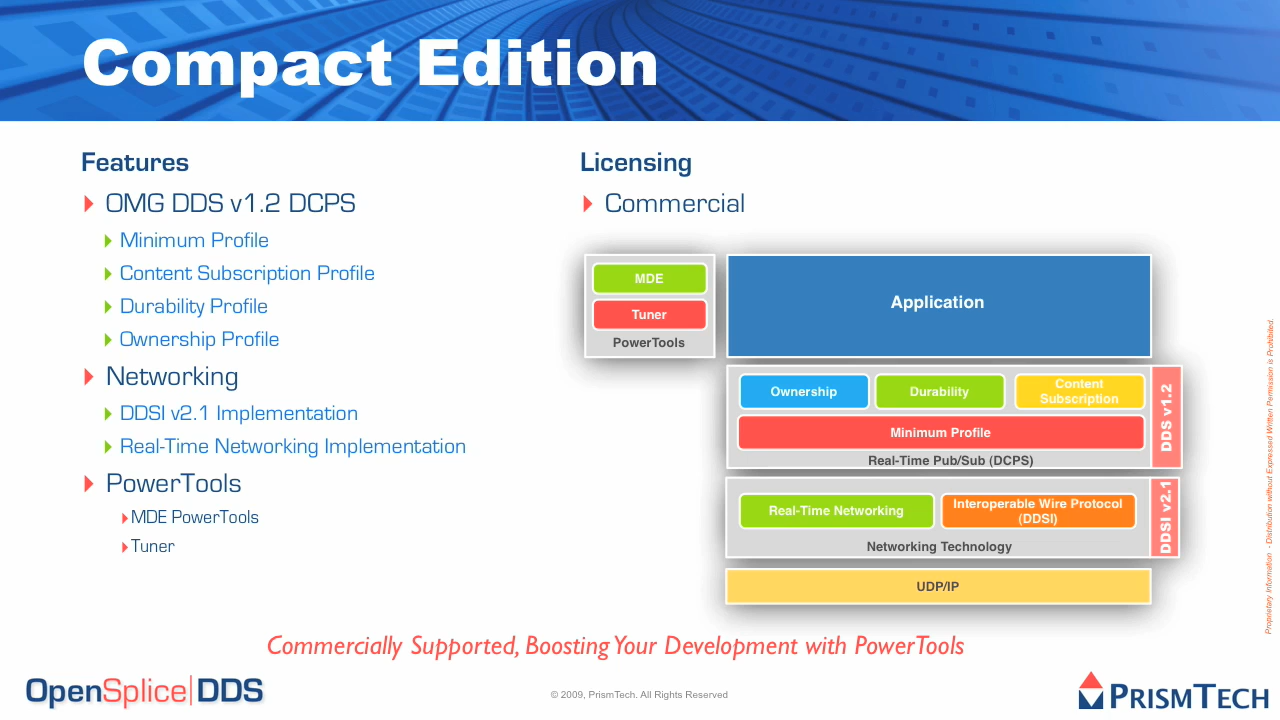 Compact Edition
Features
OMG DDS v1.2 DCPS
Minimum Profile
Content Subscription Profile
Durability Profile
Ownership Profile
Networking
DDSI v2.1 Implementation
Real-Time Networking Implementation
PowerTools
MDE PowerTools
Tuner
Licensing
Commercial
MDE
Tuner
PowerTools
Application
Ownership
Durability
Content
Subscription
Minimum Profile
Real-Time Pub/Sub (DCPS)
DDS v1.2
Real-Time Networking
Interoperable Wire Protocol
(DDSI)
Networking Technology
DDSI v2.1
UDP/IP
Proprietary Information - Distribution without Expressed Written Permission is Prohibited.
Commercially Supported, Boosting Your Development with PowerTools
OpenSplice|DDS
© 2009, PrismTech. All Rights Reserved
PRISMTECH